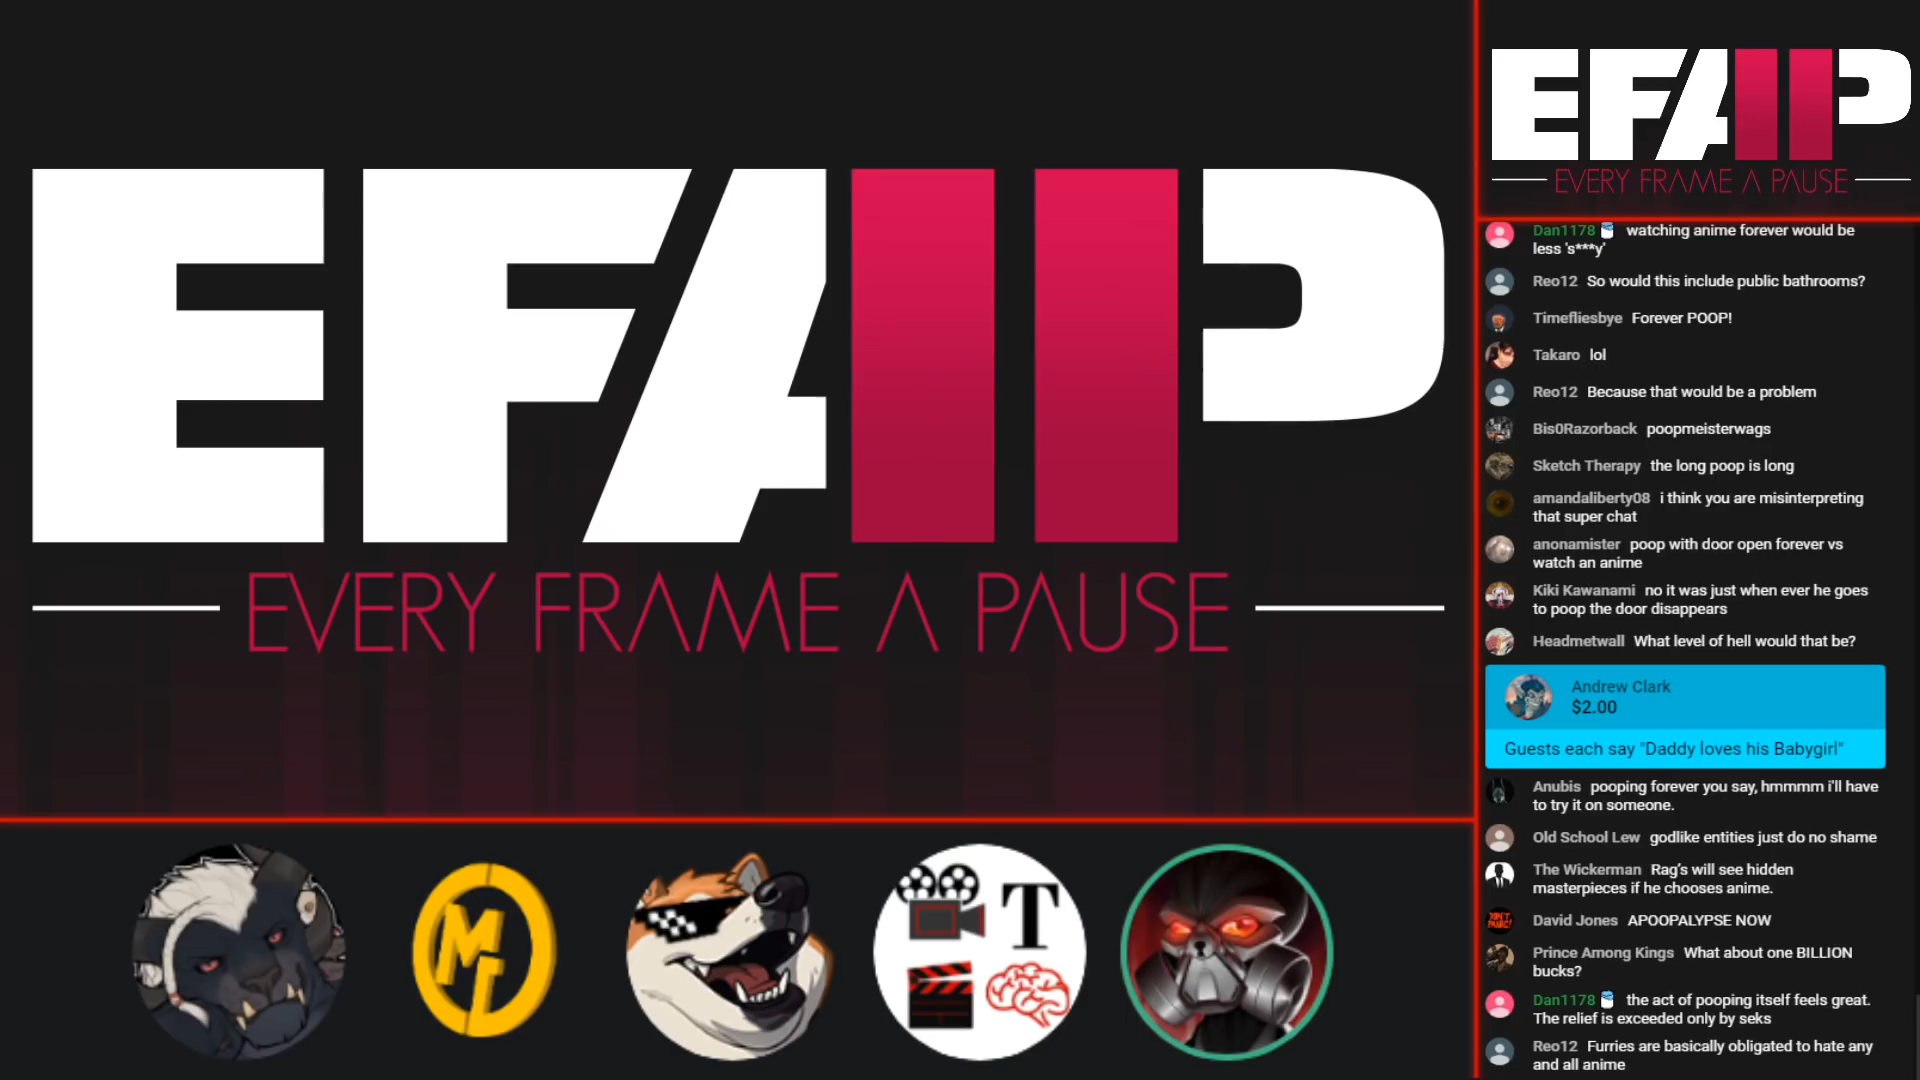 EFAP
EVERY FRAME A PAUSE
M
T
EFAP
EVERY FRAME A PAUSE
Dan1178 watching anime forever would be
less 's***y'
Reo12 So would this include public bathrooms?
Timefliesbye Forever POOP!
Takaro lol
Reo12 Because that would be a problem
Bis0Razorback poopmeisterwags
Sketch Therapy the long poop is long
amandaliberty08 i think you are misinterpreting
that super chat
anonamister poop with door open forever vs
watch an anime
Kiki Kawanami no it was just when ever he goes
to poop the door disappears
Headmetwall What level of hell would that be?
Andrew Clark
$2.00
Guests each say "Daddy loves his Babygirl"
Anubis pooping forever you say, hmmmm i'll have
to try it on someone.
Old School Lew godlike entities just do no shame
The Wickerman Rag's will see hidden
masterpieces if he chooses anime.
David Jones APOOPALYPSE NOW
Prince Among Kings What about one BILLION
bucks?
Dan1178 the act of pooping itself feels great.
The relief is exceeded only by seks
Reo12 Furries are basically obligated to hate any
and all anime